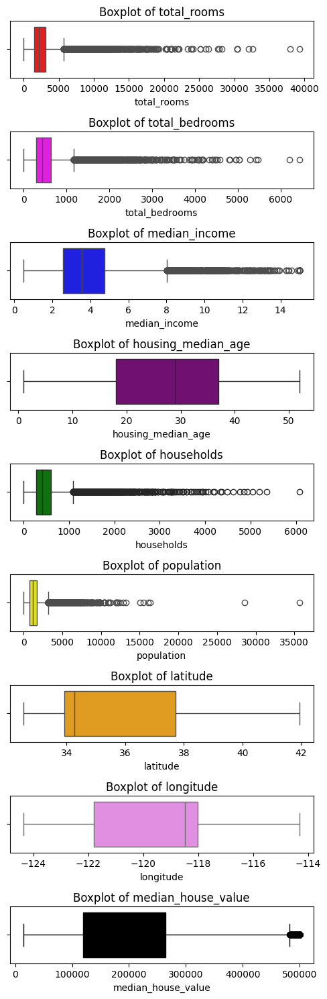 Boxplot of total_rooms
0 5000 10000 15000 20000 25000 30000 35000 40000
total_rooms
Boxplot of total_bedrooms
0 1000 2000 3000 4000 5000 6000
total_bedrooms
Boxplot of median_income
0 2 4 6 8 10 12 14
median_income
Boxplot of housing_median_age
0 10 20 30 40 50
housing_median_age
Boxplot of households
0 1000 2000 3000 4000 5000 6000
households
Boxplot of population
0 5000 10000 15000 20000 25000 30000 35000
population
Boxplot of latitude
34 36 38 40 42
latitude
Boxplot of longitude
−124 −122 −120 −118 −116 −114
longitude
Boxplot of median_house_value
0 100000 200000 300000 400000 500000
median_house_value